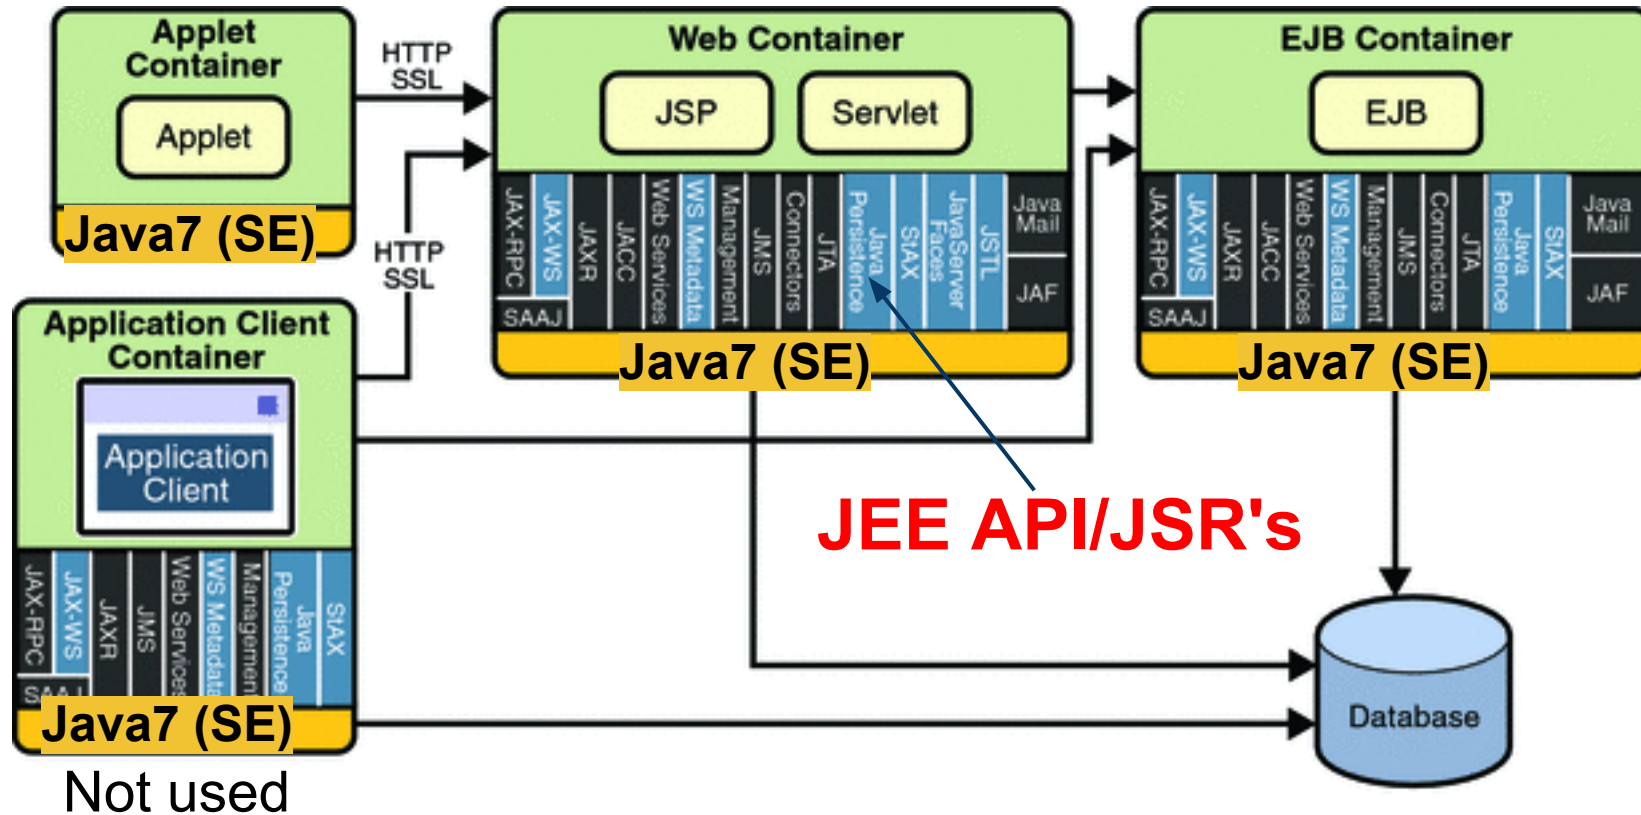 Applet
Container
Applet
Java7 (SE)
HTTP
SSL
HTTP
SSL
Web Container
JSP
Servlet
JAX-RPC
JAX-WS
SAAJ
JAXR
JACC
Web Services
WS Metadata
Management
JMS
Connectors
JTA
Java
Persistence
StAX
JavaServer
Faces
JSTL
Java
Mail
JAF
Java7 (SE)
EJB Container
EJB
JAX-RPC
JAX-WS
SAAJ
JAXR
JACC
Web Services
WS Metadata
Management
JMS
Connectors
JTA
Java
Persistence
StAX
Java
Mail
JAF
Java7 (SE)
Application Client
Container
Application
Client
JAX-RPC
JAX-WS
SAAJ
JAXR
JMS
Web Services
WS Metadata
Management
Java
Persistence
StAX
Java7 (SE)
Not used
JEE API/JSR's
Database